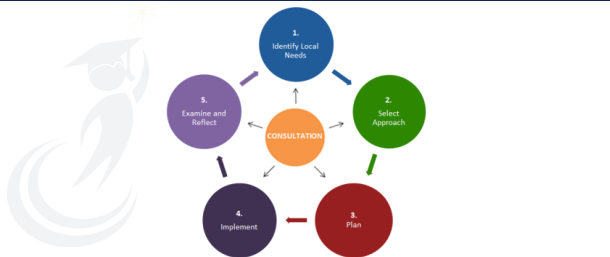 1.
Identify Local
Needs
2.
Select
Approach
3.
Plan
4.
Implement
5.
Examine and
Reflect
CONSULTATION